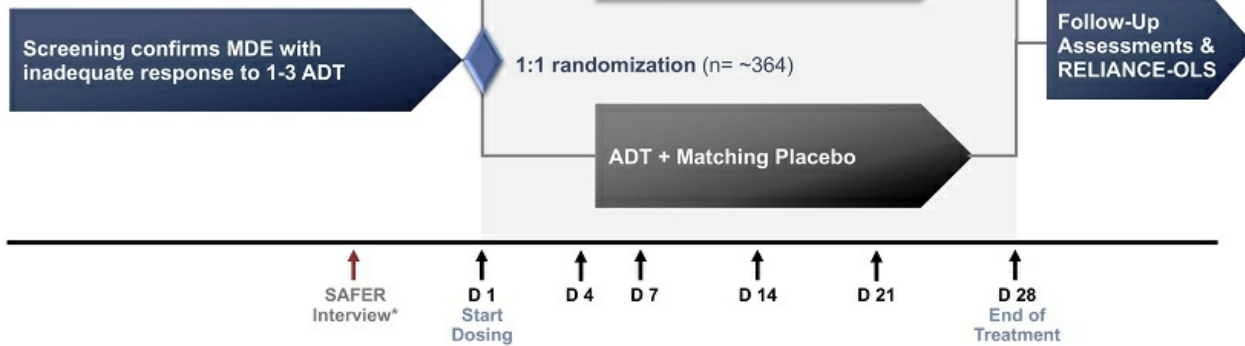 Screening confirms MDE with
inadequate response to 1-3 ADT
1:1 randomization (n= ~364)
Follow-Up
Assessments &
RELIANCE-OLS
ADT + Matching Placebo
SAFER
Interview*
D 1
Start
Dosing
D 4
D 7
D 14
D 21
D 28
End of
Treatment